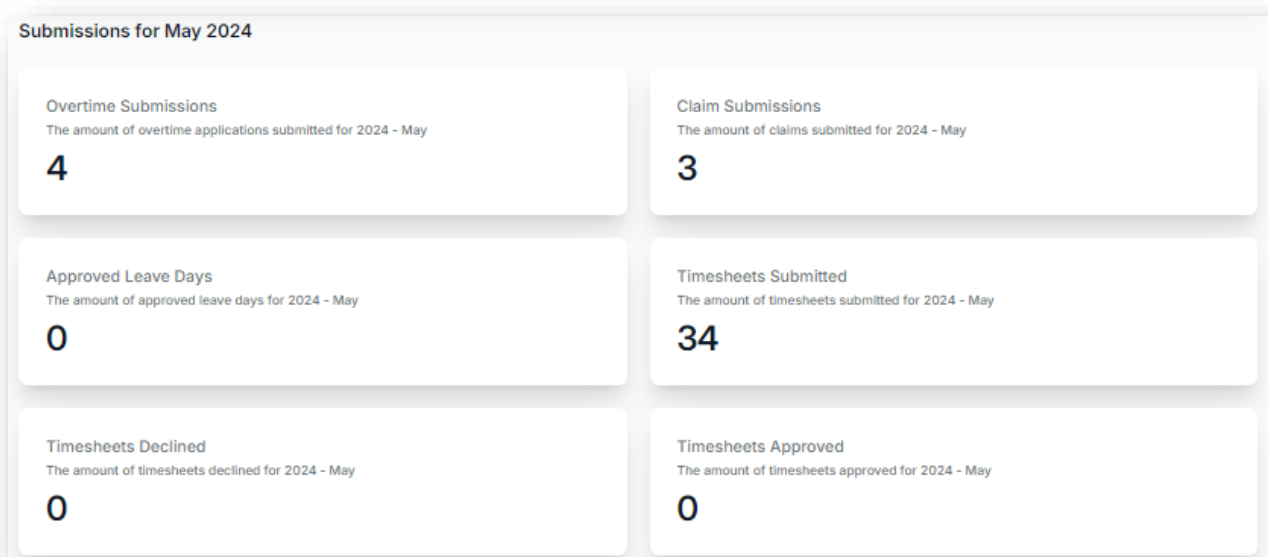 Submissions for May 2024
Overtime Submissions
The amount of overtime applications submitted for 2024 - May
4
Claim Submissions
The amount of claims submitted for 2024 - May
3
Approved Leave Days
The amount of approved leave days for 2024 - May
0
Timesheets Submitted
The amount of timesheets submitted for 2024 - May
34
Timesheets Declined
The amount of timesheets declined for 2024 - May
0
Timesheets Approved
The amount of timesheets approved for 2024 - May
0